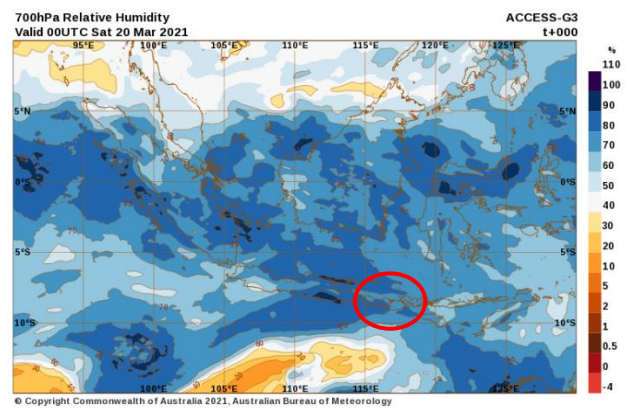 700hPa Relative Humidity ACCESS-G3
Valid 00UTC Sat 20 Mar 2021 t+000
95°E 100°E 105°E 110°E 115°E 120°E 125°E
%
110
100
90
80
70
60
50
40
30
20
10
5
2
1
0.5
0
-4
5°N 5°N
0°S 0°S
5°S 5°S
10°S 10°S
100°E 105°E 110°E 115°E 120°E 125°E
© Copyright Commonwealth of Australia 2021, Australian Bureau of Meteorology